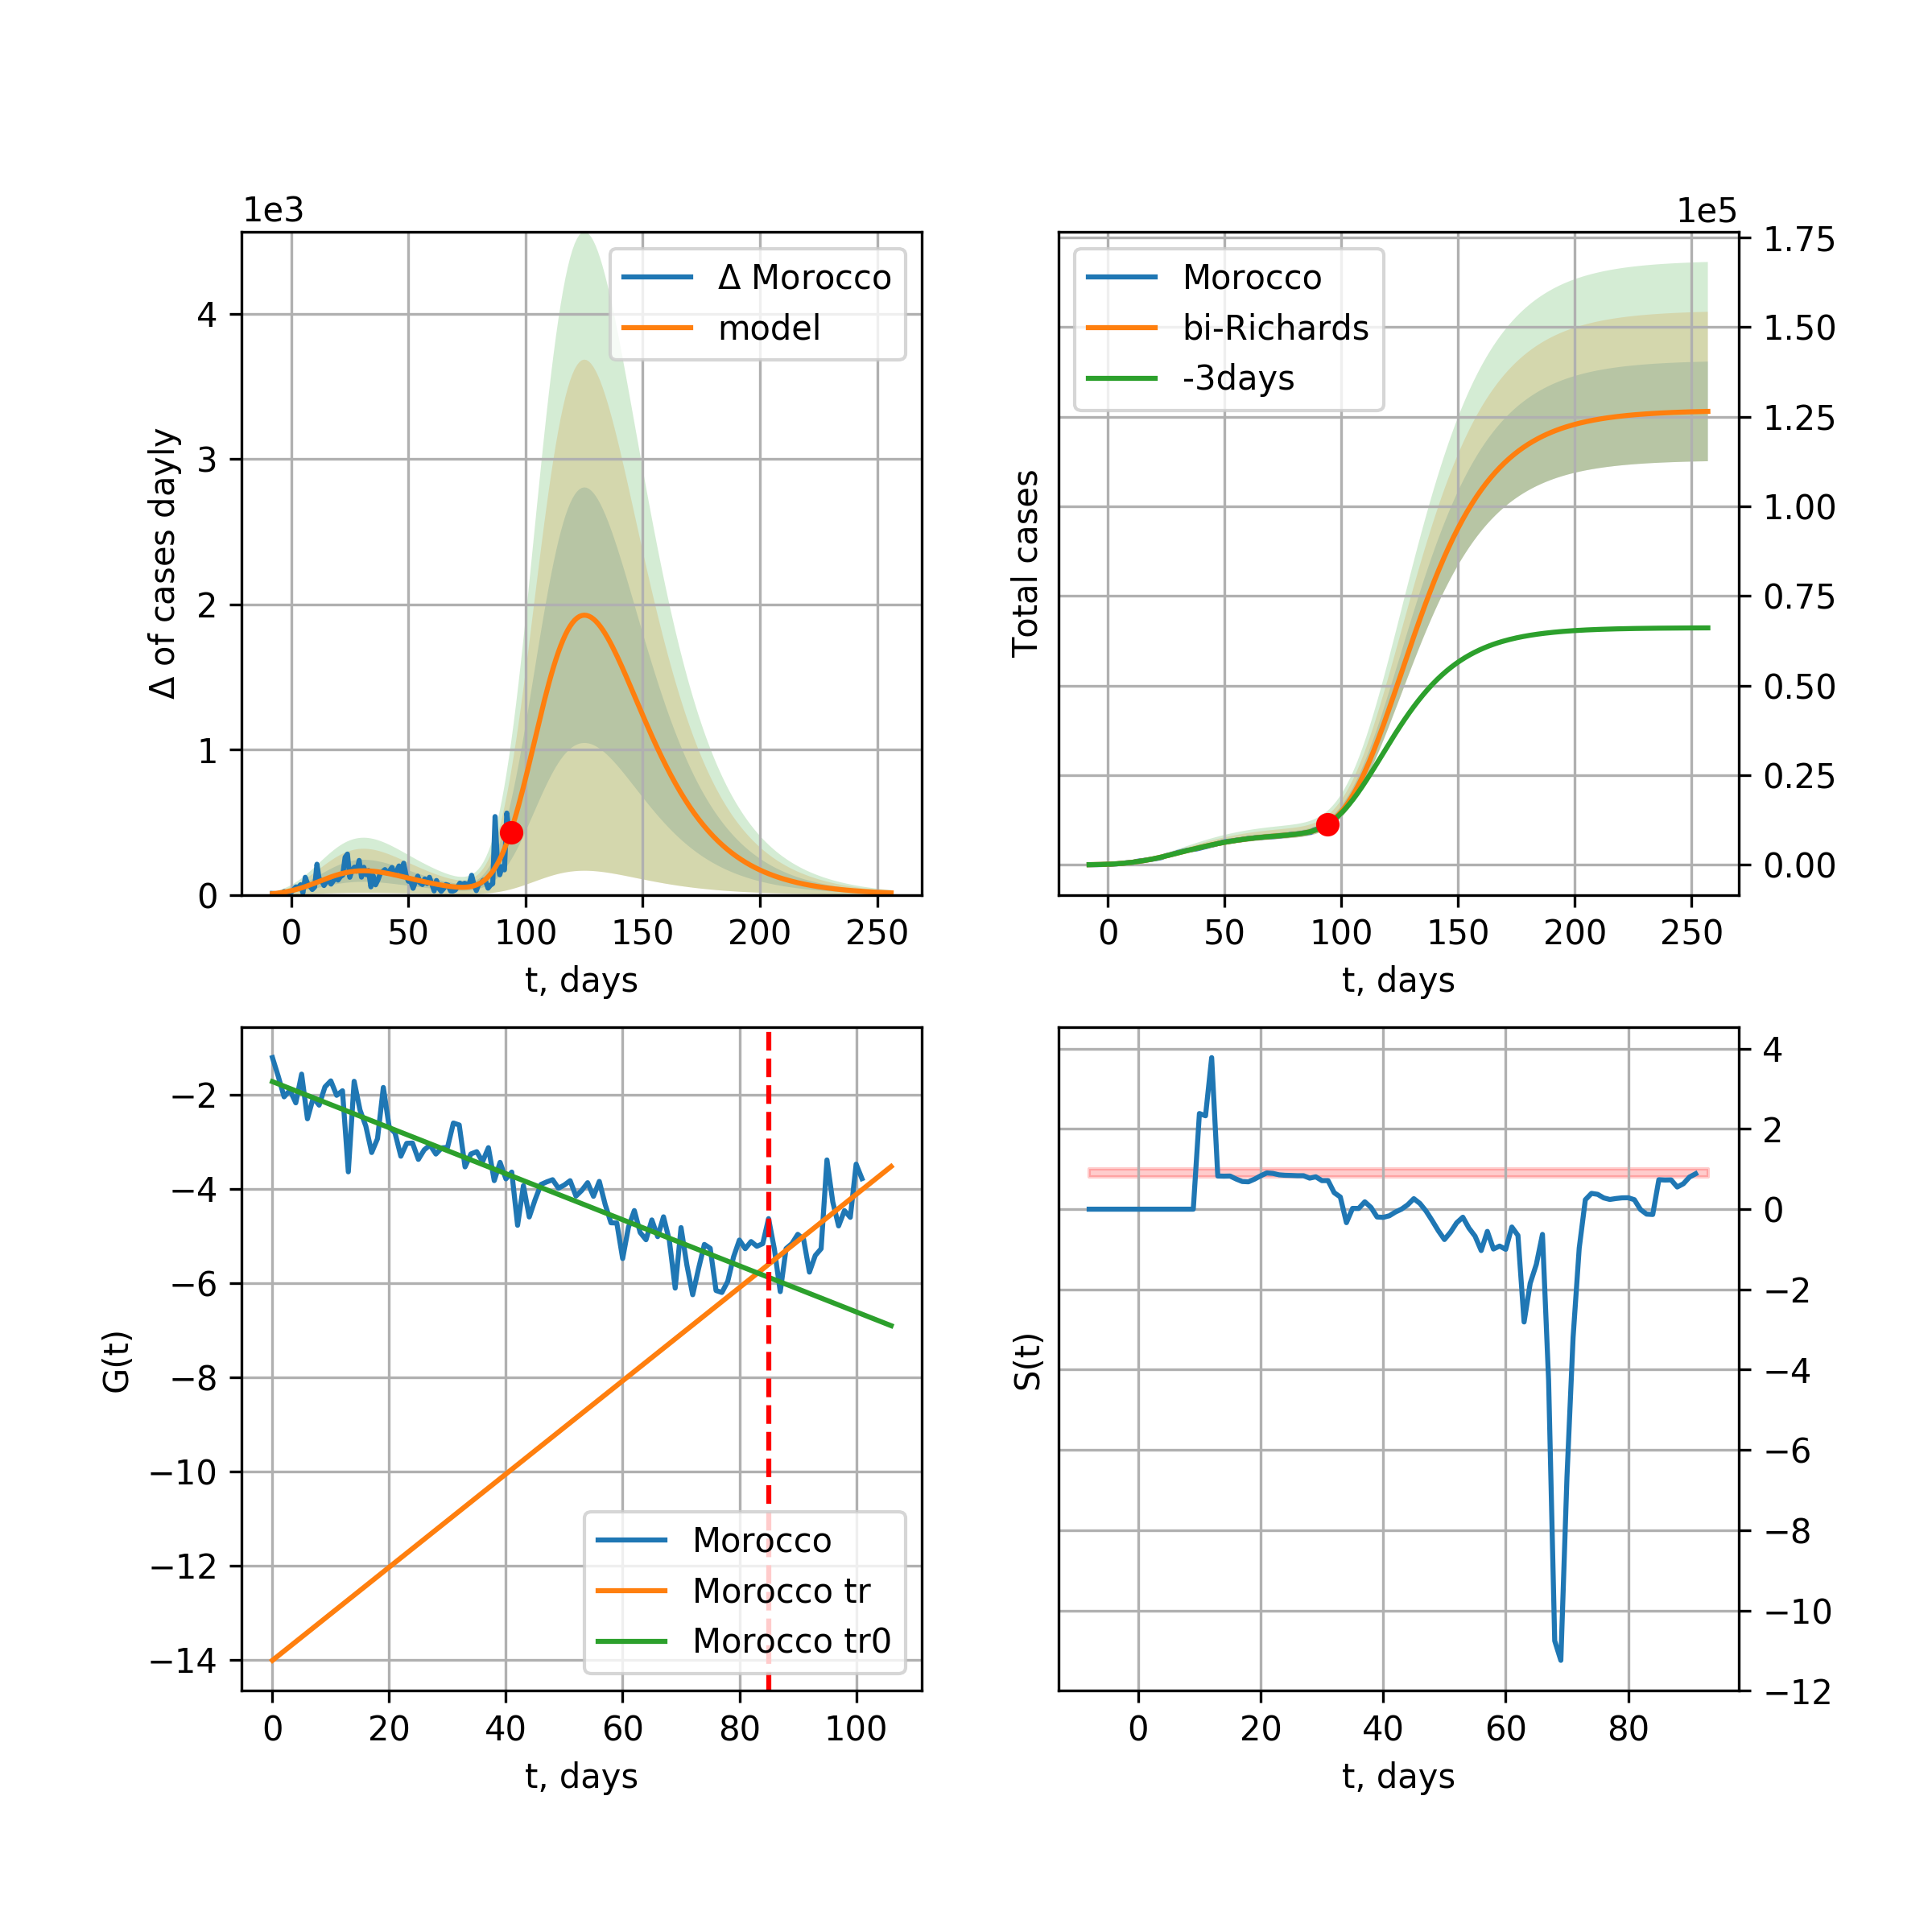 1e3
Δ of cases dayly
4
3
2
1
0
Δ Morocco
model
0 50 100 150 200 250
t, days
1e5
Total cases
Morocco
bi-Richards
-3days
1.75
1.50
1.25
1.00
0.75
0.50
0.25
0.00
0 50 100 150 200 250
t, days
G(t)
−2
−4
−6
−8
−10
−12
−14
Morocco
Morocco tr
Morocco tr0
0 20 40 60 80 100
t, days
S(t)
4
2
0
−2
−4
−6
−8
−10
−12
0 20 40 60 80
t, days